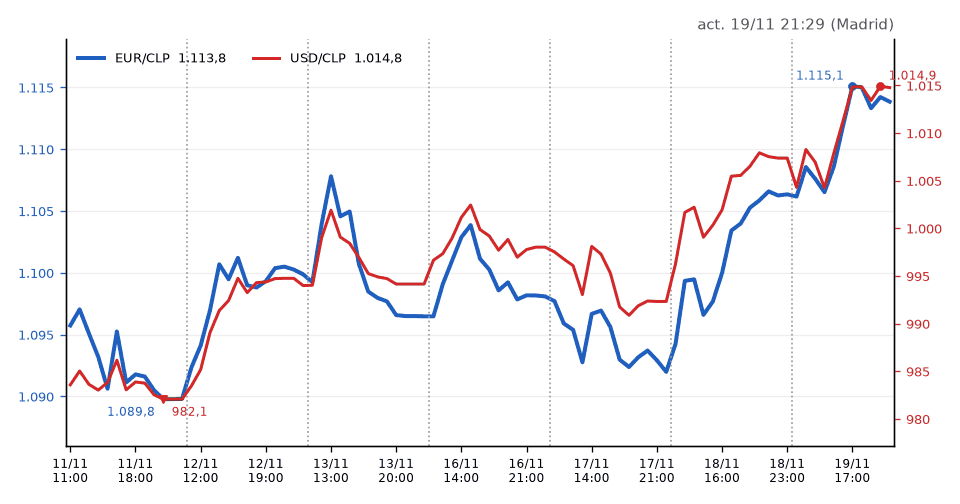 act. 19/11 21:29 (Madrid)
EUR/CLP 1.113,8 USD/CLP 1.014,8
1.115,1 1.014,9
1.115 1.015
1.110 1.010
1.105 1.005
1.000
1.100 995
1.095 990
985
1.090 980
1.089,8 982,1
11/11 11/11 12/11 12/11 13/11 13/11 16/11 16/11 17/11 17/11 18/11 18/11 19/11
11:00 18:00 12:00 19:00 13:00 20:00 14:00 21:00 14:00 21:00 16:00 23:00 17:00